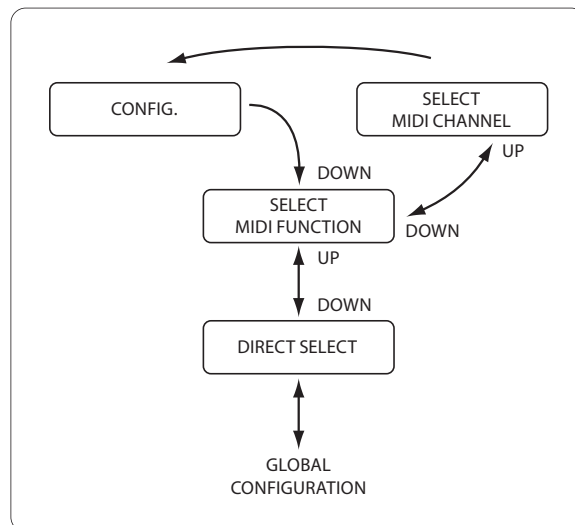 CONFIG.
SELECT
MIDI CHANNEL
UP
DOWN
SELECT
MIDI FUNCTION
DOWN
UP
DOWN
DIRECT SELECT
GLOBAL
CONFIGURATION